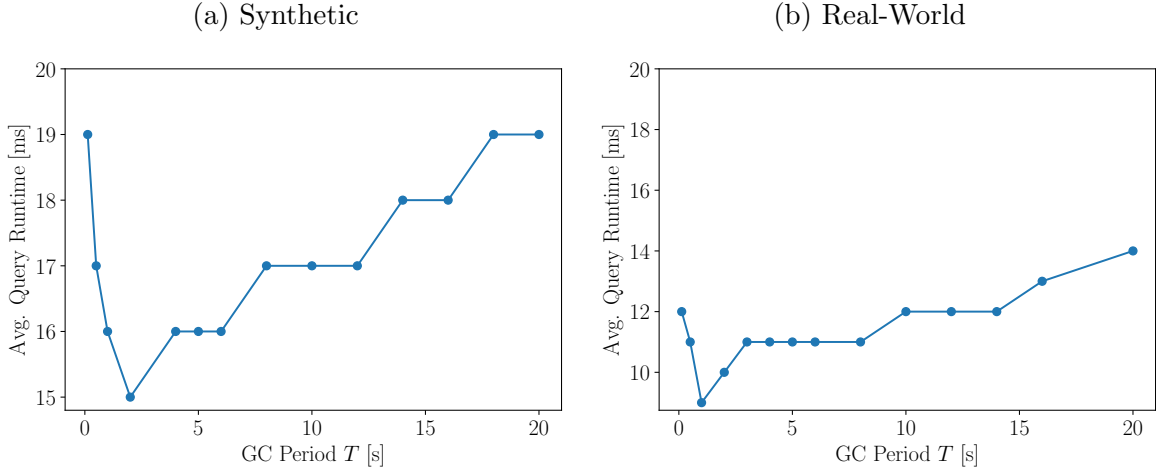 (a) Synthetic
20
19
18
17
16
15
Avg. Query Runtime [ms]
0 5 10 15 20
GC Period T [s]
(b) Real-World
20
18
16
14
12
10
Avg. Query Runtime [ms]
0 5 10 15 20
GC Period T [s]